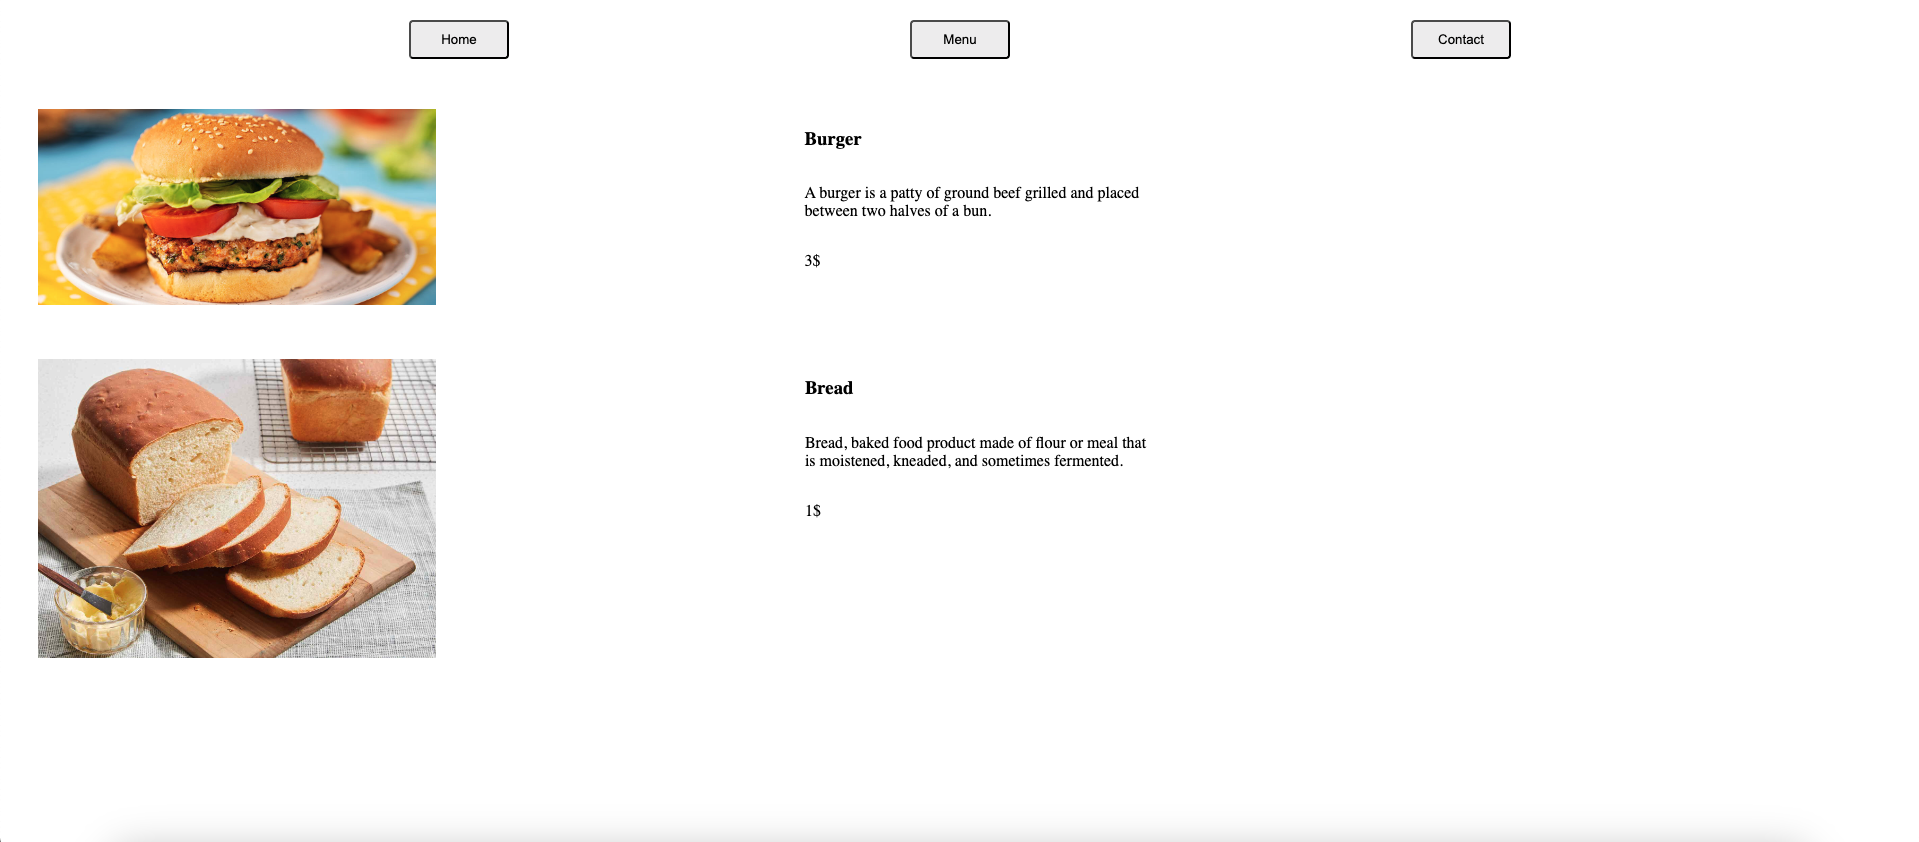 Home
Menu
Contact
Burger
A burger is a patty of ground beef grilled and placed
between two halves of a bun.
3$
Bread
Bread, baked food product made of flour or meal that
is moistened, kneaded, and sometimes fermented.
1$